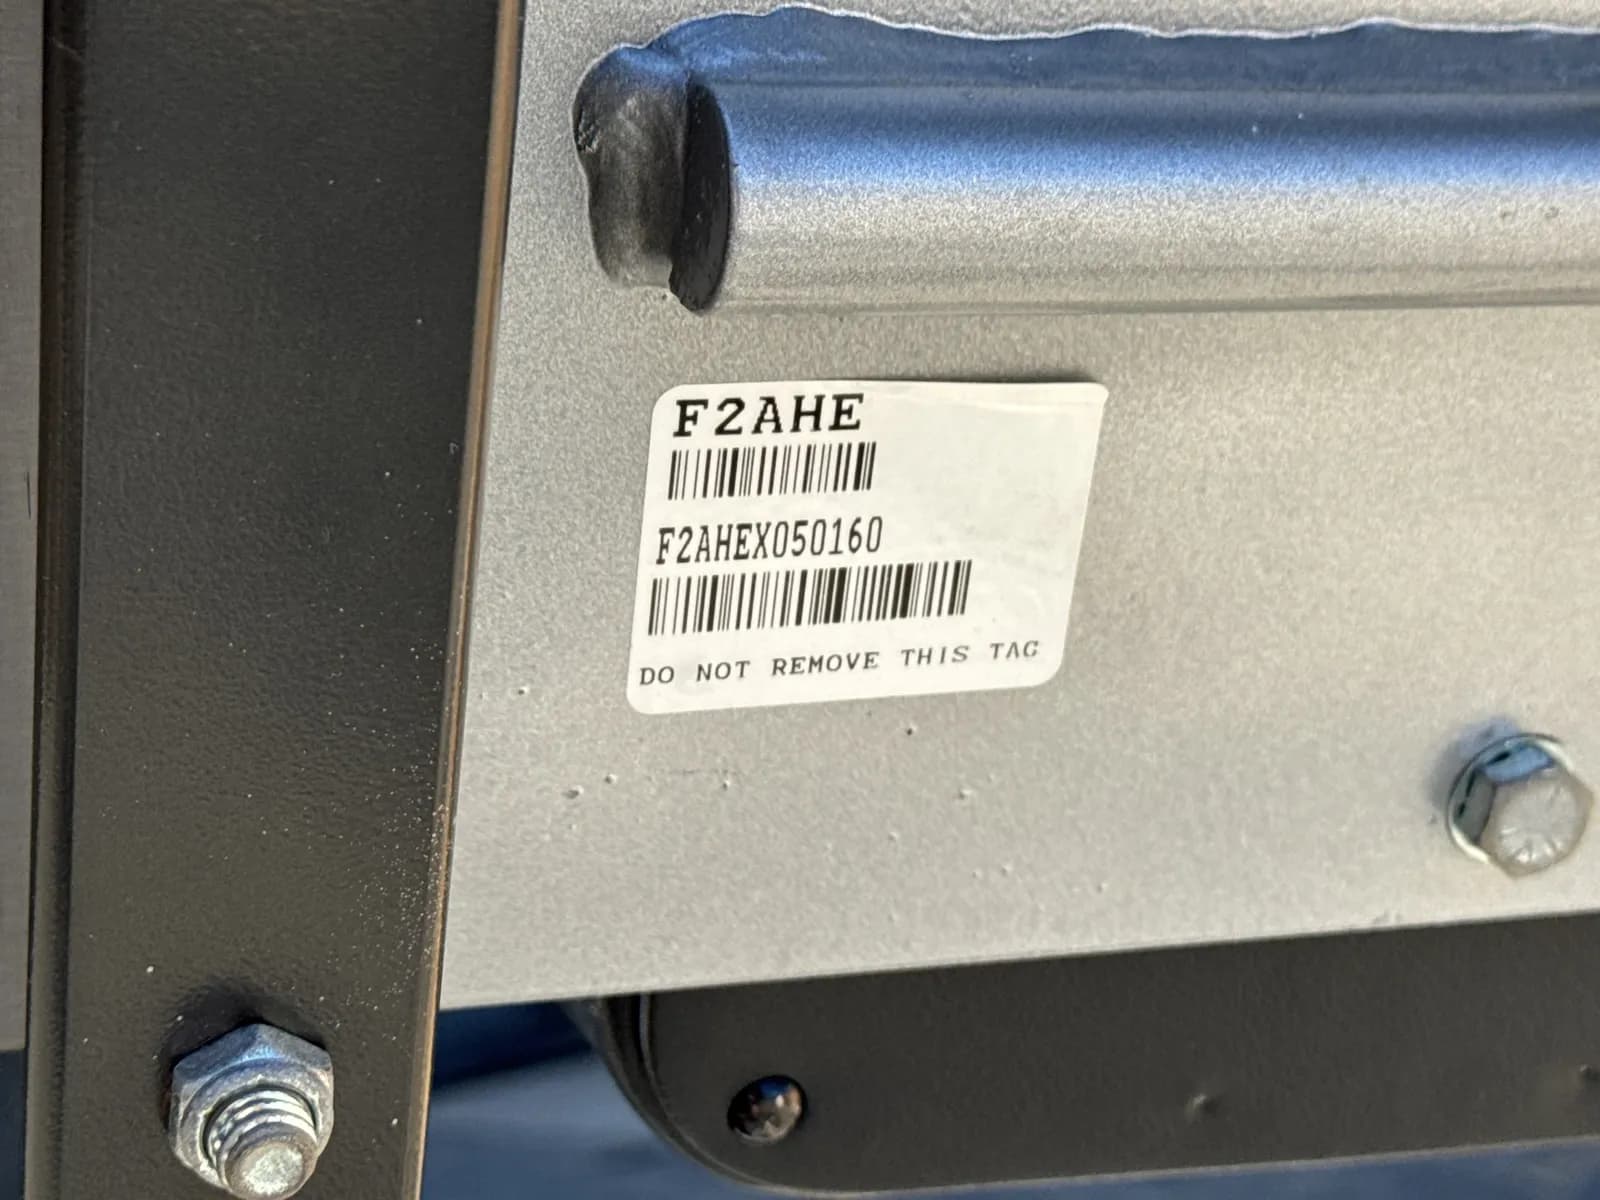 F2AHE
F2AHEX050160
DO NOT REMOVE THIS TAG